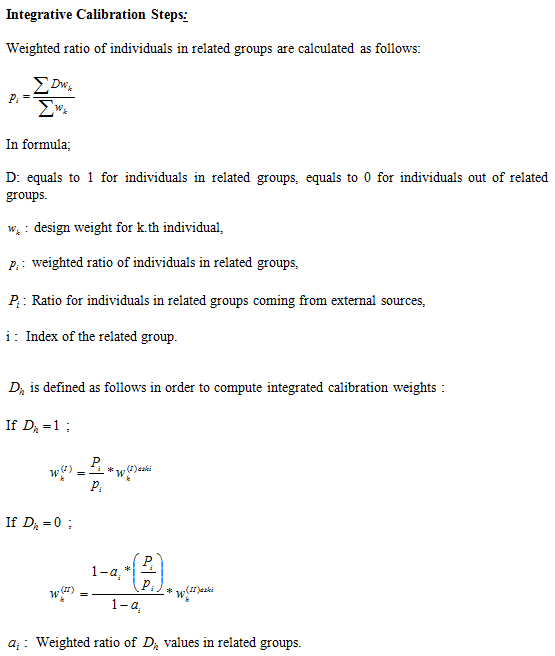 Integrative Calibration Steps:
Weighted ratio of individuals in related groups are calculated as follows:
p_i = ∑Dw_k / ∑w_k
In formula;
D: equals to 1 for individuals in related groups, equals to 0 for individuals out of related
groups.
w_k : design weight for k.th individual,
p_i : weighted ratio of individuals in related groups,
P_i : Ratio for individuals in related groups coming from external sources,
i : Index of the related group.
D_h is defined as follows in order to compute integrated calibration weights :
If D_h =1 ;
w_h^(I) = P_i / p_i * w_h^(I)eski
If D_h =0 ;
w_h^(II) = (1−a_i *(P_i / p_i)) / (1−a_i) * w_h^(II)eski
a_i : Weighted ratio of D_h values in related groups.